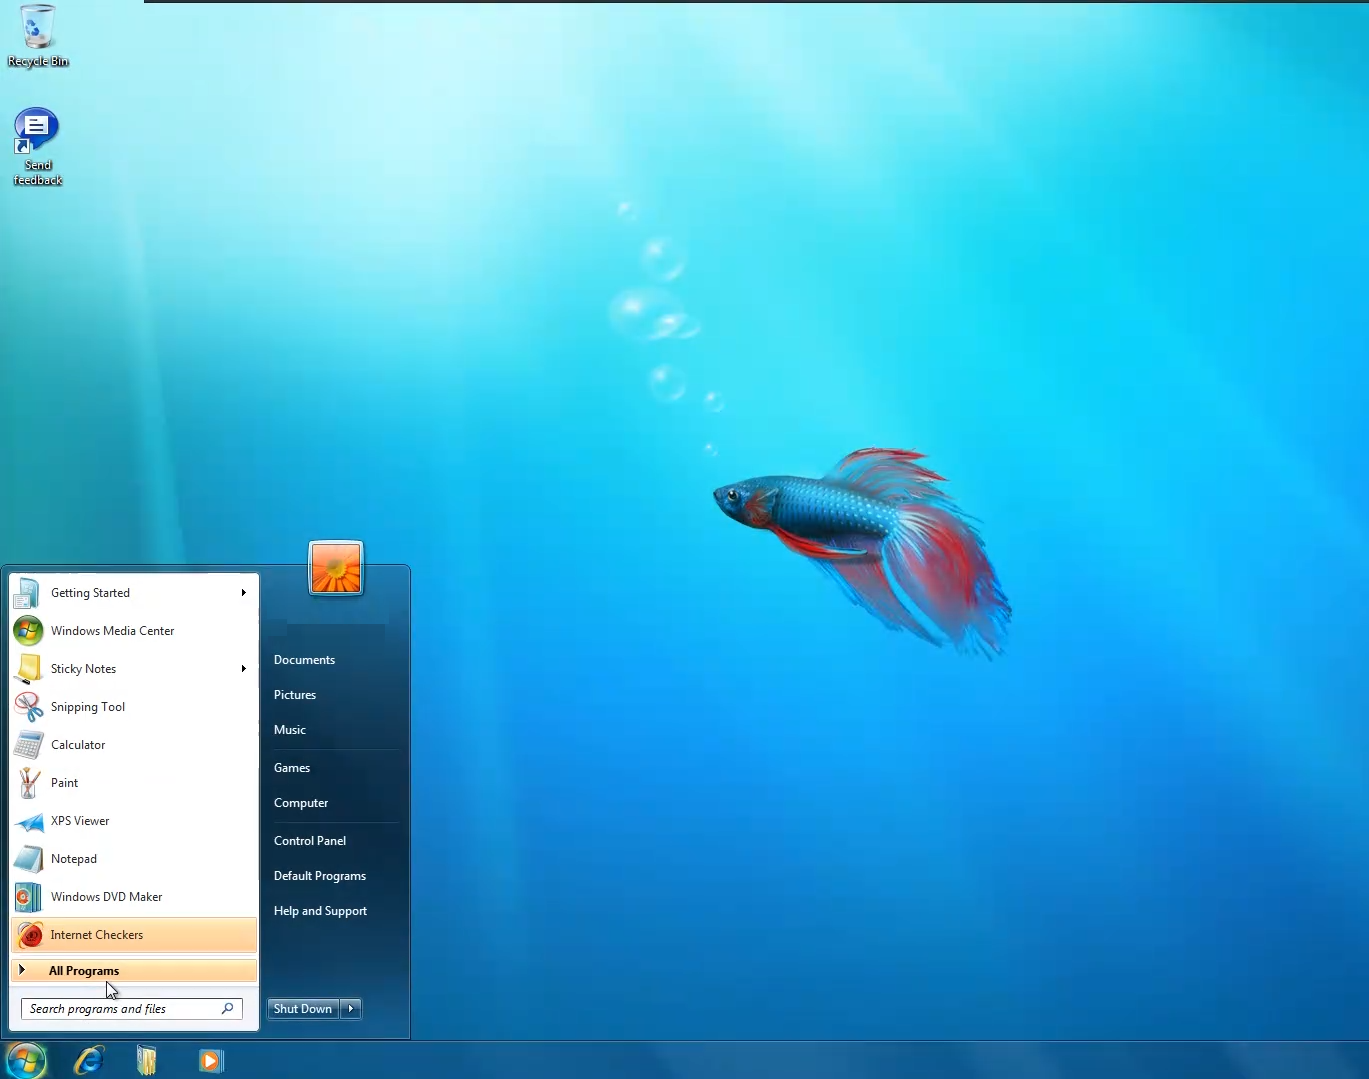 Recycle Bin
Send
feedback
Getting Started
Windows Media Center
Sticky Notes
Snipping Tool
Calculator
Paint
XPS Viewer
Notepad
Windows DVD Maker
Internet Checkers
All Programs
Search programs and files
Documents
Pictures
Music
Games
Computer
Control Panel
Default Programs
Help and Support
Shut Down